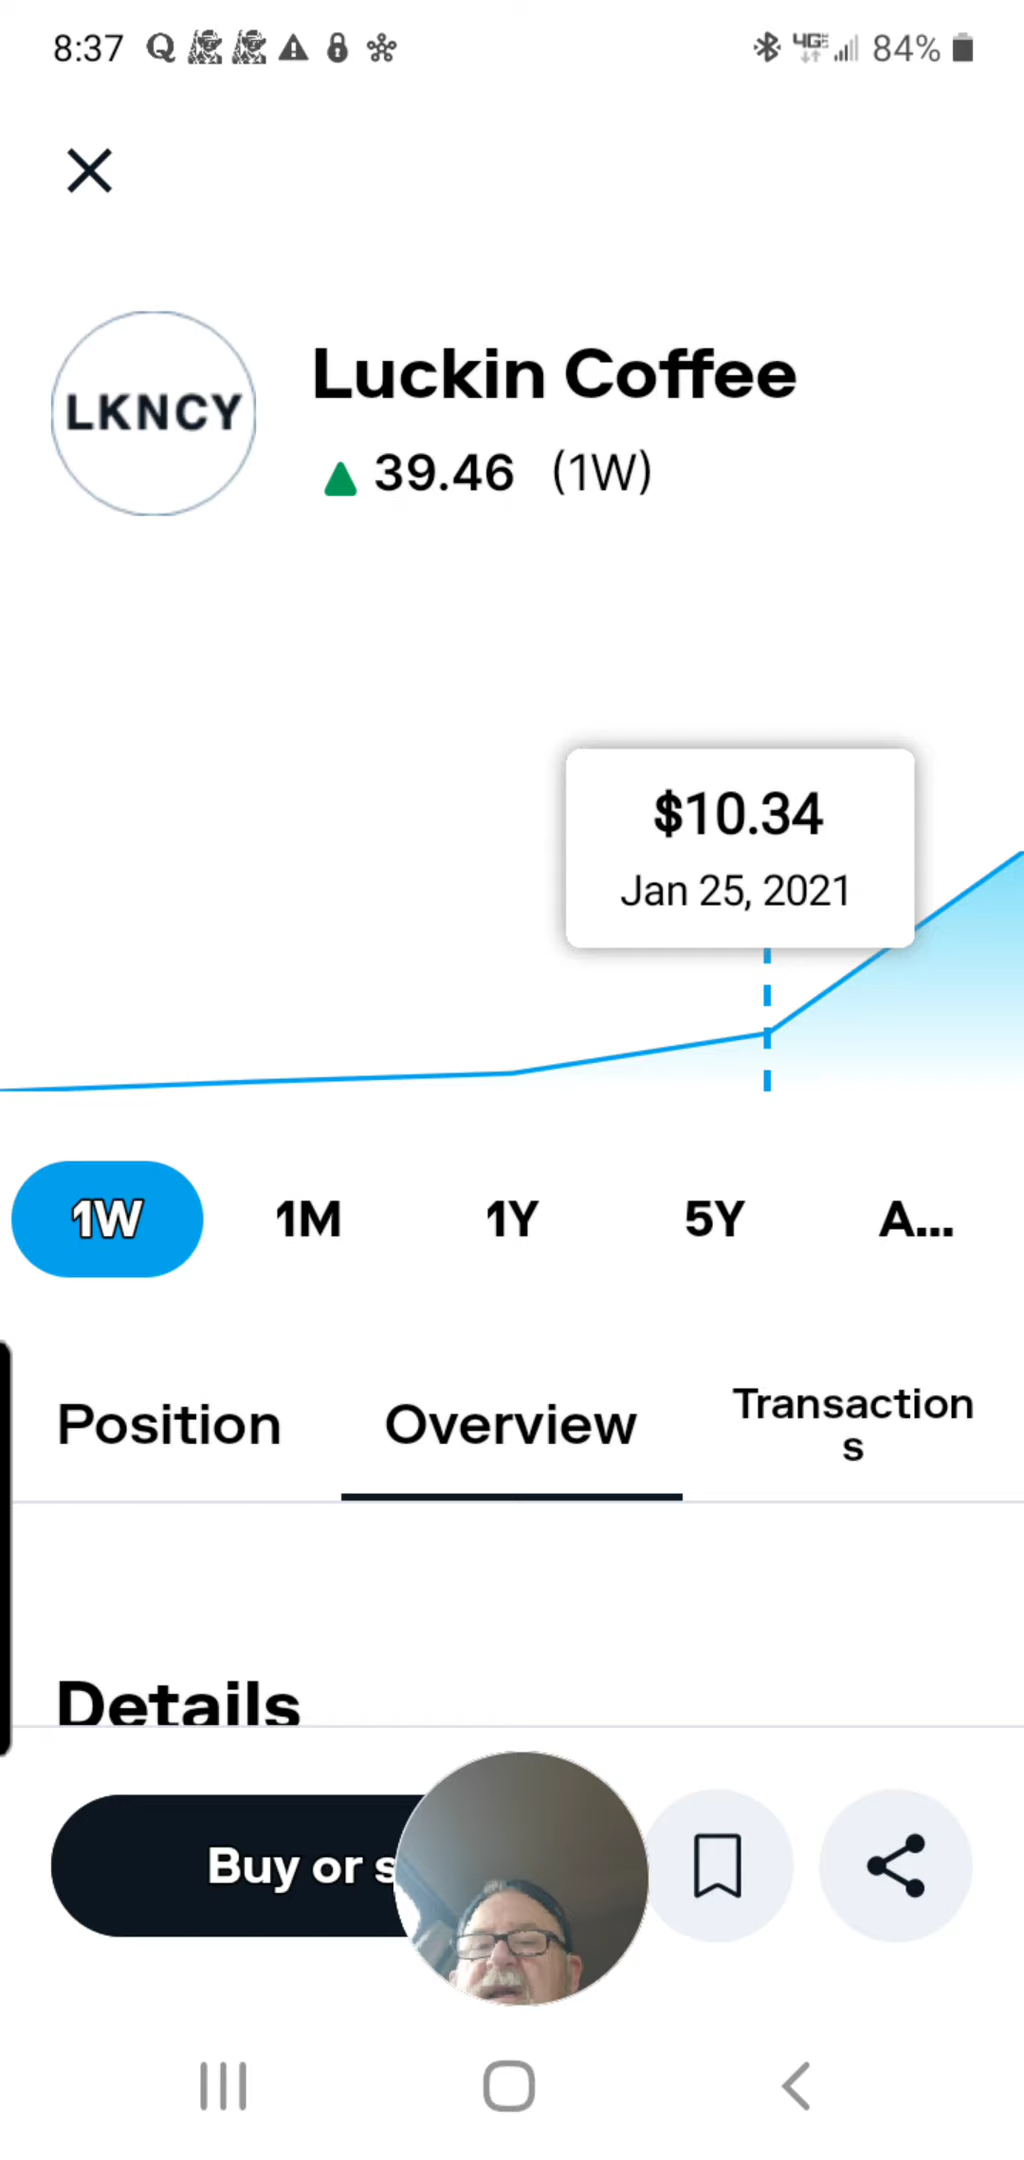 8:37
4G
84%
LKNCY
Luckin Coffee
39.46 (1W)
$10.34
Jan 25, 2021
1W 1M 1Y 5Y A...
Position Overview Transaction
s
Details
Buy or s